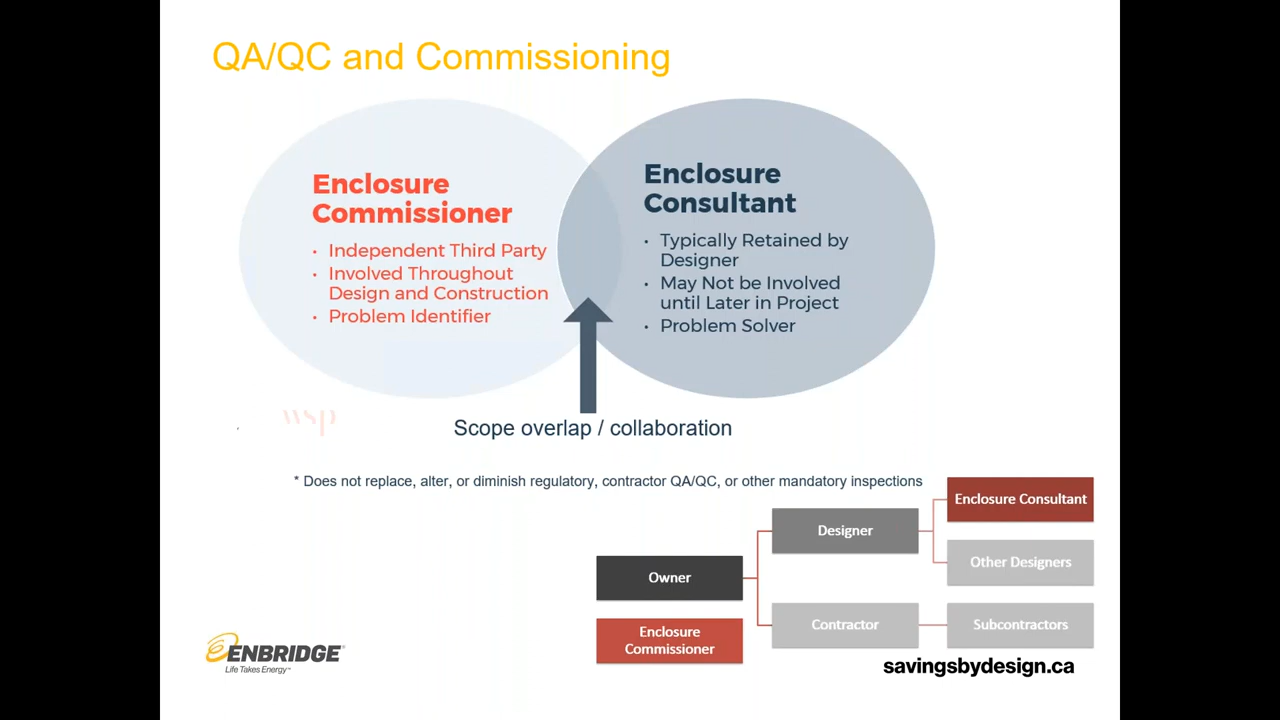 QA/QC and Commissioning
Enclosure
Commissioner
• Independent Third Party
• Involved Throughout
Design and Construction
• Problem Identifier
Enclosure
Consultant
• Typically Retained by
Designer
• May Not be Involved
until Later in Project
• Problem Solver
wsp
Scope overlap / collaboration
* Does not replace, alter, or diminish regulatory, contractor QA/QC, or other mandatory inspections
Enclosure Consultant
Designer
Other Designers
Owner
Contractor
Subcontractors
Enclosure
Commissioner
ENBRIDGE®
Life Takes Energy™
savingsbydesign.ca